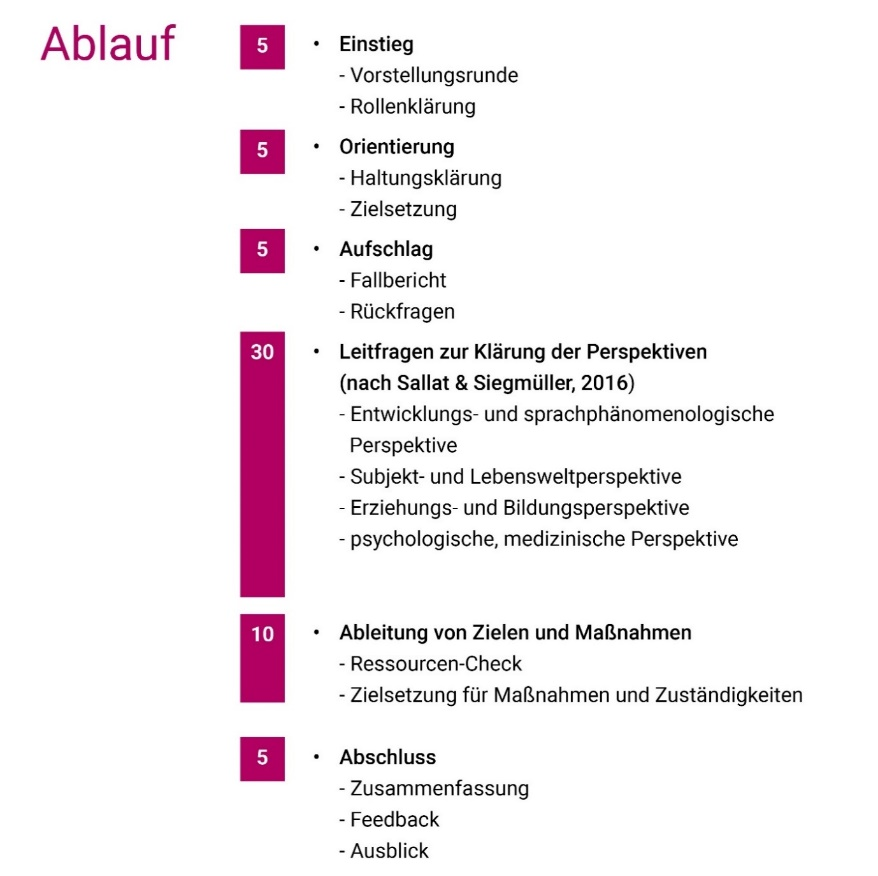 Ablauf
5
• Einstieg
- Vorstellungsrunde
- Rollenklärung
5
• Orientierung
- Haltungsklärung
- Zielsetzung
5
• Aufschlag
- Fallbericht
- Rückfragen
30
• Leitfragen zur Klärung der Perspektiven
(nach Sallat & Siegmüller, 2016)
- Entwicklungs- und sprachphänomenologische
Perspektive
- Subjekt- und Lebensweltperspektive
- Erziehungs- und Bildungsperspektive
- psychologische, medizinische Perspektive
10
• Ableitung von Zielen und Maßnahmen
- Ressourcen-Check
- Zielsetzung für Maßnahmen und Zuständigkeiten
5
• Abschluss
- Zusammenfassung
- Feedback
- Ausblick